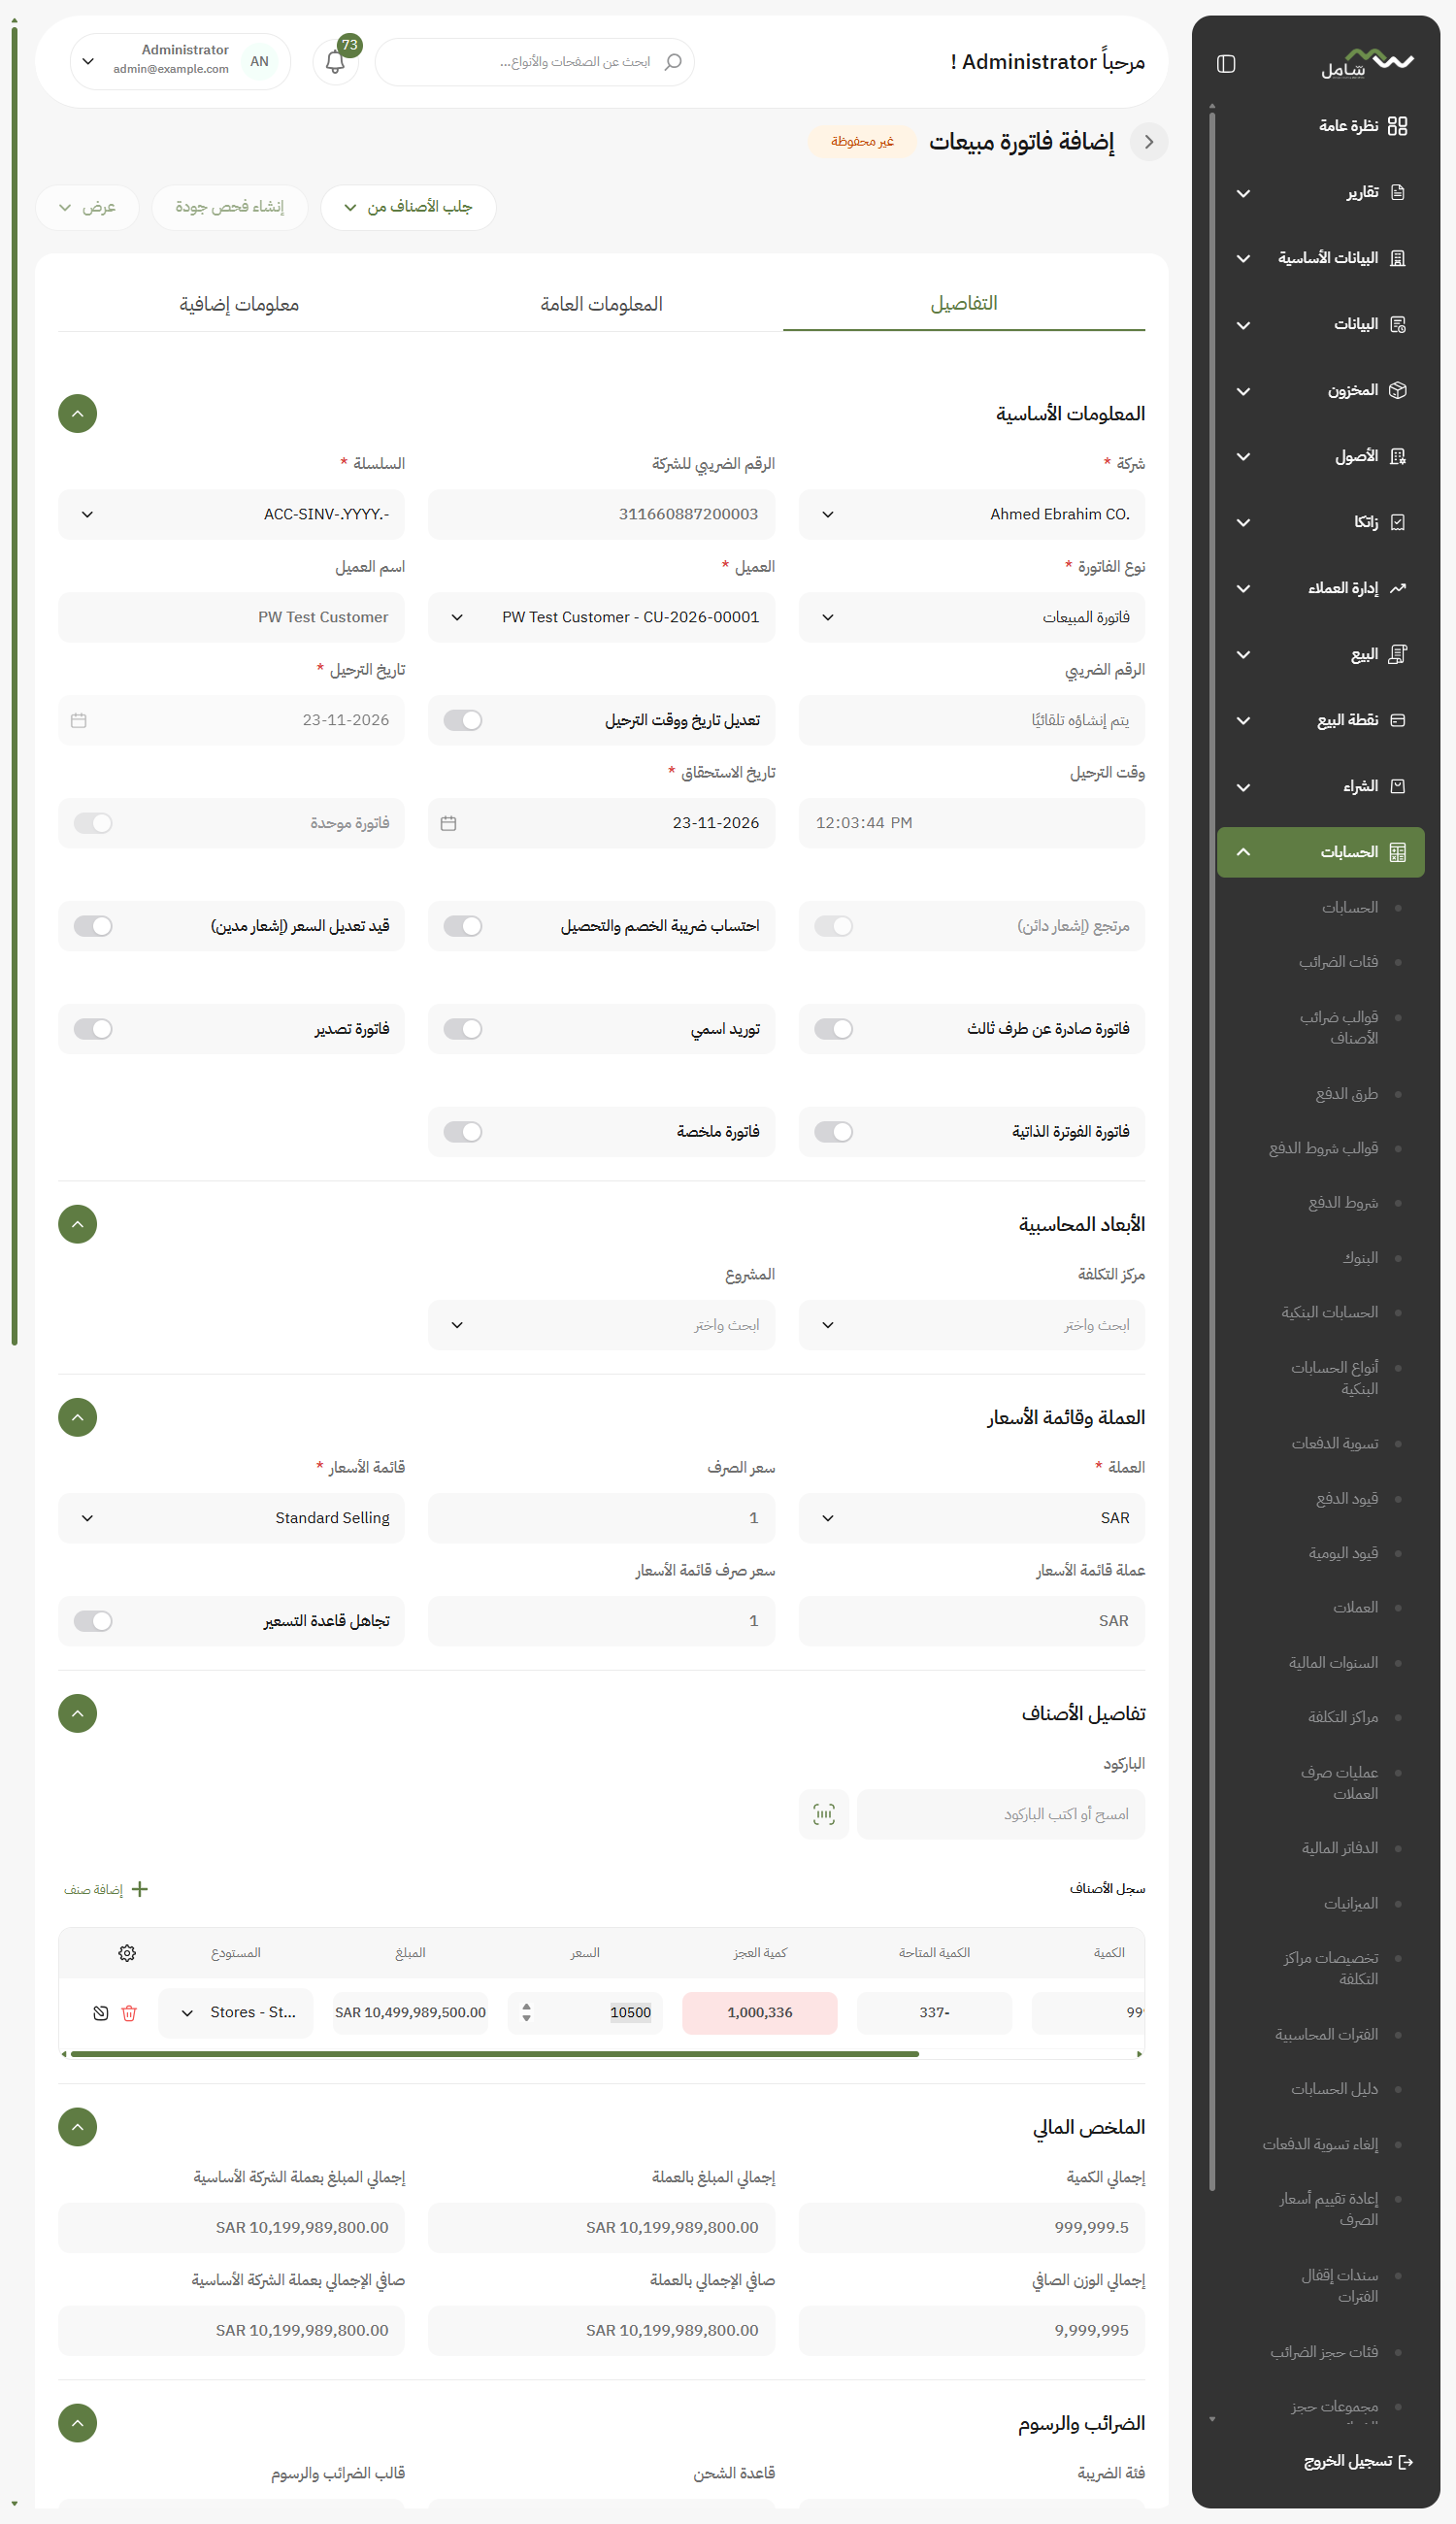 شامل
نظرة عامة
تقارير
البيانات الأساسية
البيانات
المخزون
الأصول
زاتكا
إدارة العملاء
البيع
نقطة البيع
الشراء
الحسابات
الحسابات
فئات الضرائب
قوالب ضرائب
الأصناف
طرق الدفع
قوالب شروط الدفع
شروط الدفع
البنوك
الحسابات البنكية
أنواع الحسابات
البنكية
تسوية الدفعات
قيود الدفع
قيود اليومية
العملات
السنوات المالية
مراكز التكلفة
عمليات صرف
العملات
الدفاتر المالية
الميزانيات
تخصيصات مراكز
التكلفة
الفترات المحاسبية
دليل الحسابات
إلغاء تسوية الدفعات
إعادة تقييم أسعار
الصرف
سندات إقفال
الفترات
فئات حجز الضرائب
مجموعات حجز
تسجيل الخروج
مرحباً Administrator !
ابحث عن الصفحات والأنواع...
73
AN
Administrator
admin@example.com
إضافة فاتورة مبيعات
غير محفوظة
جلب الأصناف من
إنشاء فحص جودة
عرض
التفاصيل
المعلومات العامة
معلومات إضافية
المعلومات الأساسية
شركة *
الرقم الضريبي للشركة
السلسلة *
Ahmed Ebrahim CO.
311660887200003
ACC-SINV-.YYYY.-
نوع الفاتورة *
العميل *
اسم العميل
فاتورة المبيعات
PW Test Customer - CU-2026-00001
PW Test Customer
الرقم الضريبي
تاريخ الترحيل *
يتم إنشاؤه تلقائيًا
تعديل تاريخ ووقت الترحيل
23-11-2026
وقت الترحيل
تاريخ الاستحقاق *
12:03:44 PM
23-11-2026
فاتورة موحدة
مرتجع (إشعار دائن)
احتساب ضريبة الخصم والتحصيل
قيد تعديل السعر (إشعار مدين)
فاتورة صادرة عن طرف ثالث
توريد اسمي
فاتورة تصدير
فاتورة الفوترة الذاتية
فاتورة ملخصة
الأبعاد المحاسبية
مركز التكلفة
المشروع
ابحث واختر
ابحث واختر
العملة وقائمة الأسعار
العملة *
سعر الصرف
قائمة الأسعار *
SAR
1
Standard Selling
عملة قائمة الأسعار
سعر صرف قائمة الأسعار
SAR
1
تجاهل قاعدة التسعير
تفاصيل الأصناف
الباركود
امسح أو اكتب الباركود
سجل الأصناف
إضافة صنف
الكمية
الكمية المتاحة
كمية العجز
السعر
المبلغ
المستودع
337-
1,000,336
10500
SAR 10,499,989,500.00
Stores - St...
الملخص المالي
إجمالي الكمية
إجمالي المبلغ بالعملة
إجمالي المبلغ بعملة الشركة الأساسية
999,999.5
SAR 10,199,989,800.00
SAR 10,199,989,800.00
إجمالي الوزن الصافي
صافي الإجمالي بالعملة
صافي الإجمالي بعملة الشركة الأساسية
9,999,995
SAR 10,199,989,800.00
SAR 10,199,989,800.00
الضرائب والرسوم
فئة الضريبة
قاعدة الشحن
قالب الضرائب والرسوم